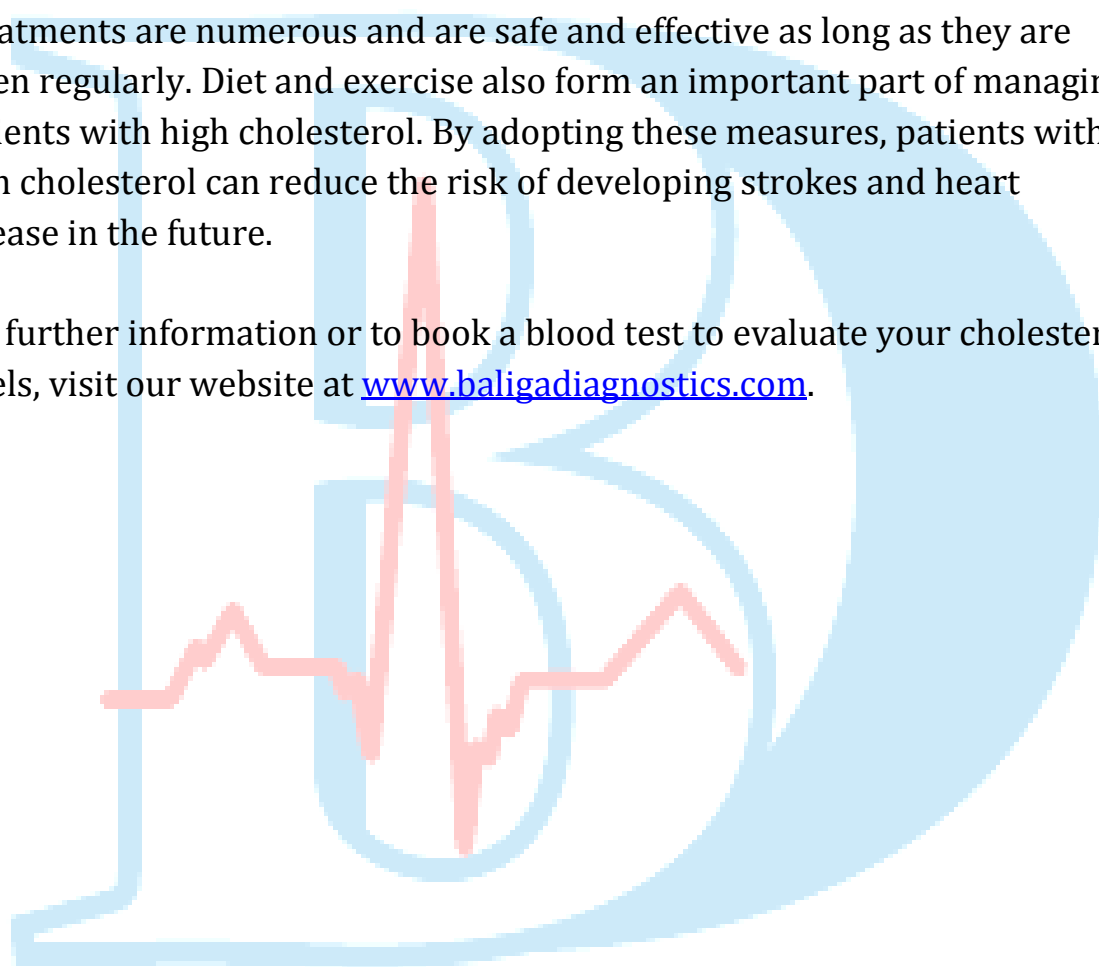 atments are numerous and are safe and effective as long as they are
en regularly. Diet and exercise also form an important part of managin
ients with high cholesterol. By adopting these measures, patients with
h cholesterol can reduce the risk of developing strokes and heart
ease in the future.
further information or to book a blood test to evaluate your cholester
els, visit our website at www.baligadiagnostics.com.